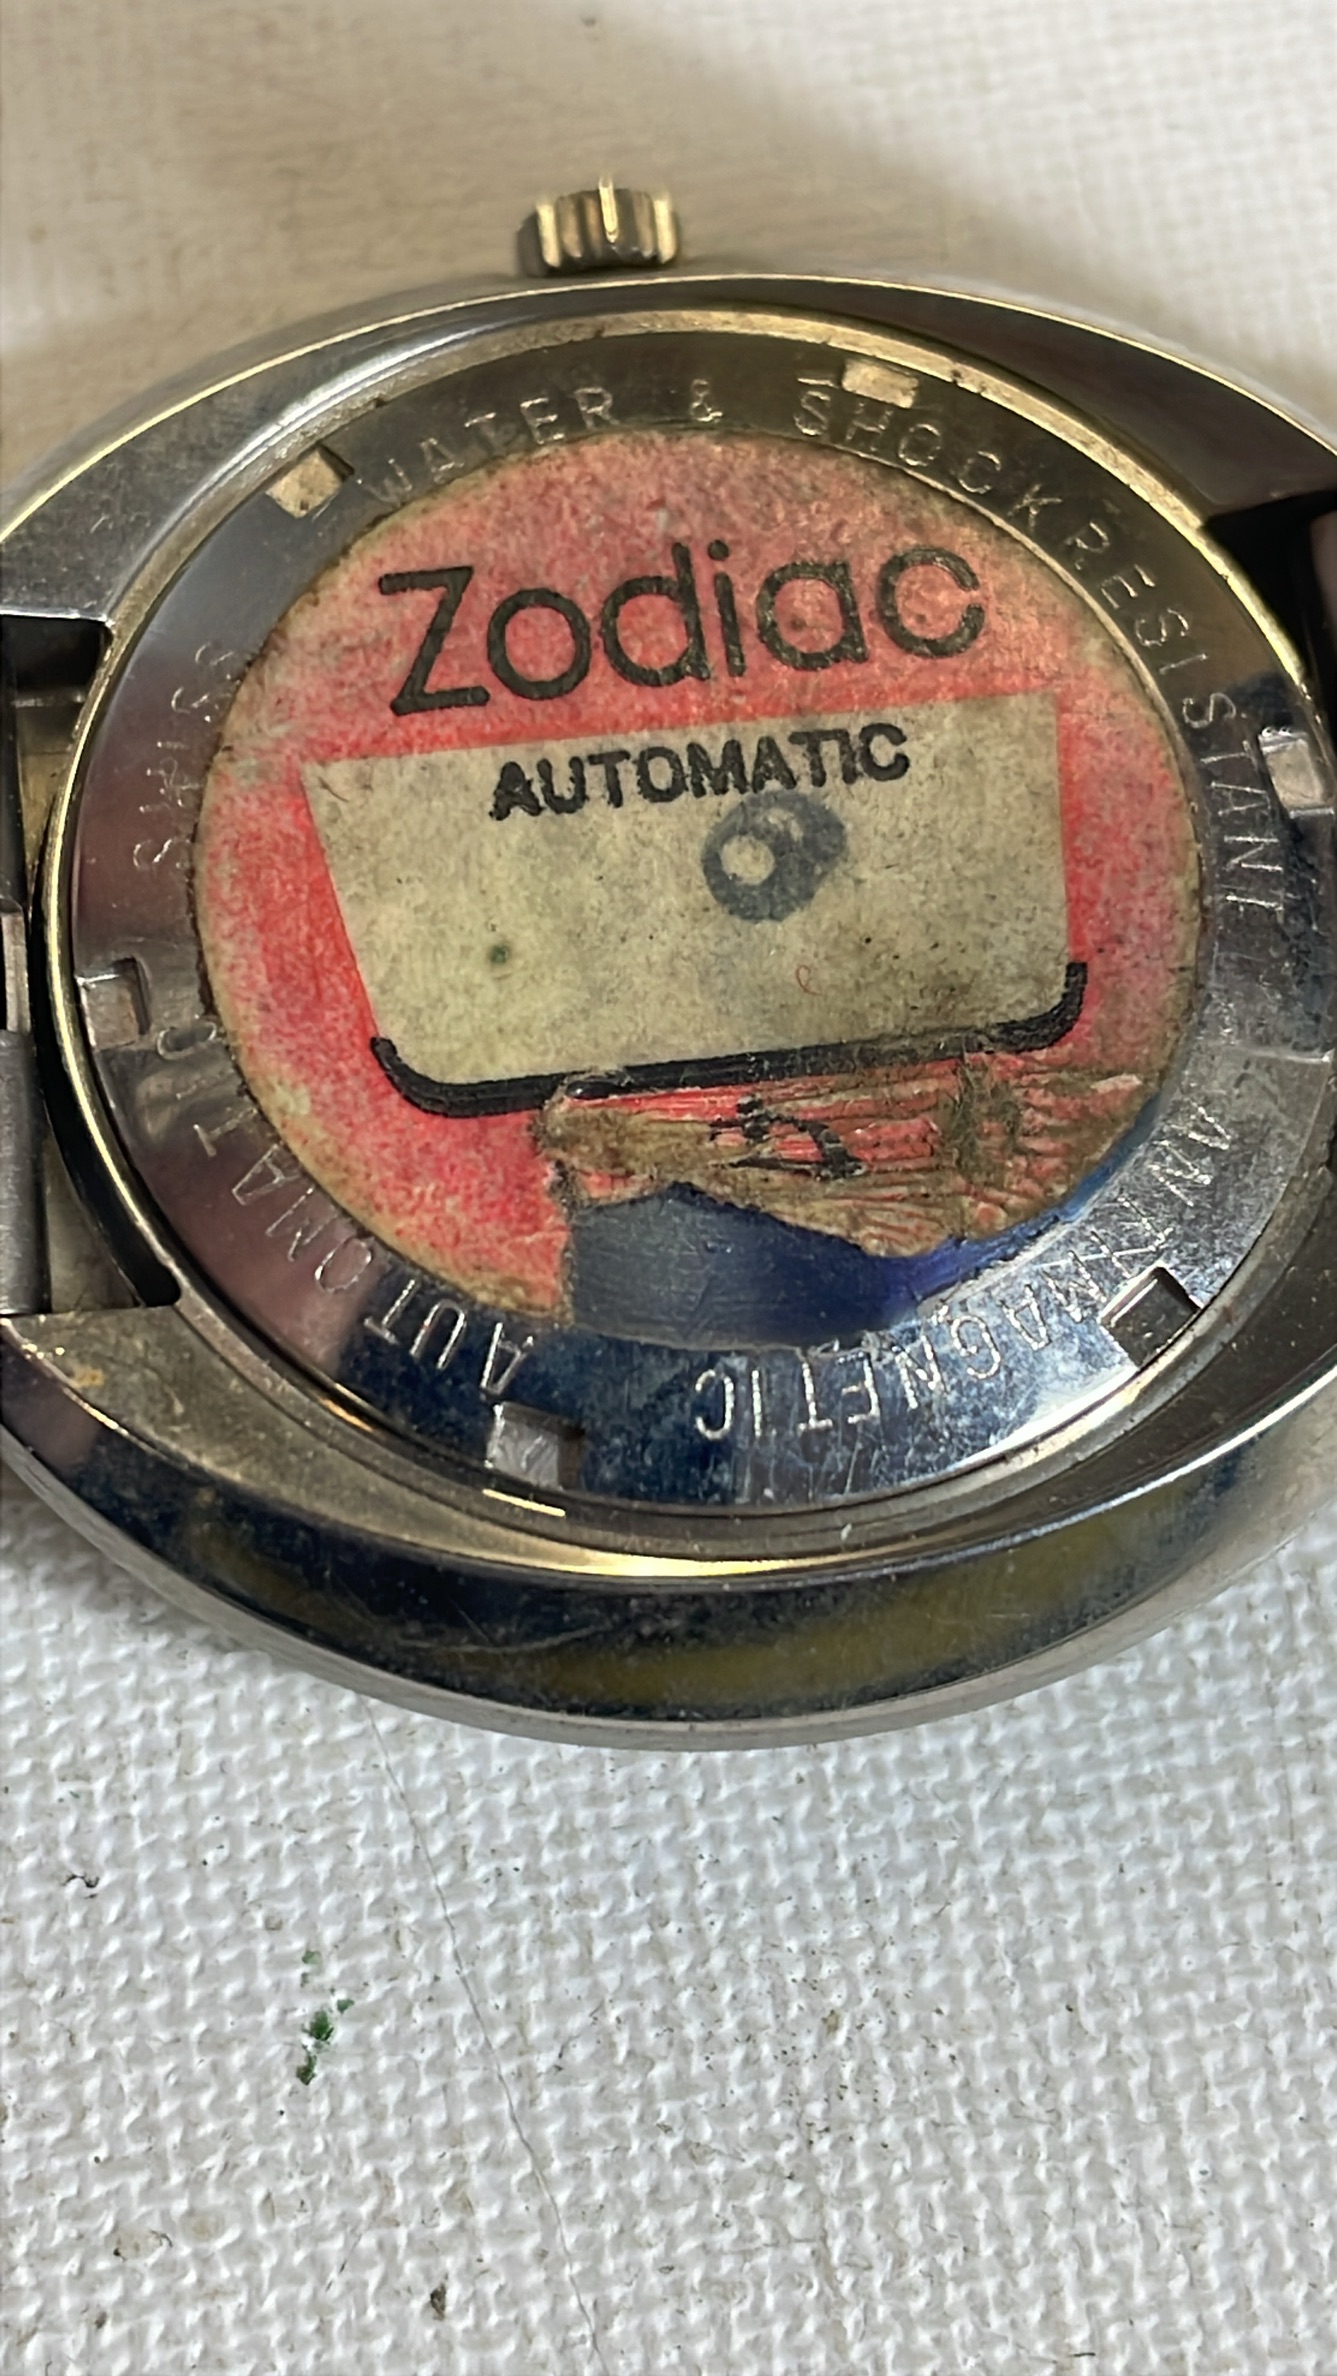 Zodiac
AUTOMATIC
WATER & SHOCKRESISTANT
ANTIMAGNETIC
AUTOMATIC
SWISS